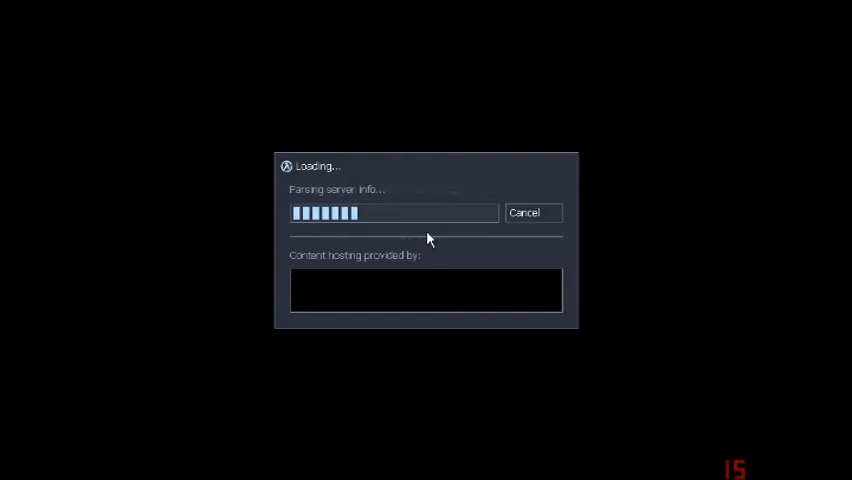 Loading...
Parsing server info...
Cancel
Content hosting provided by:
15